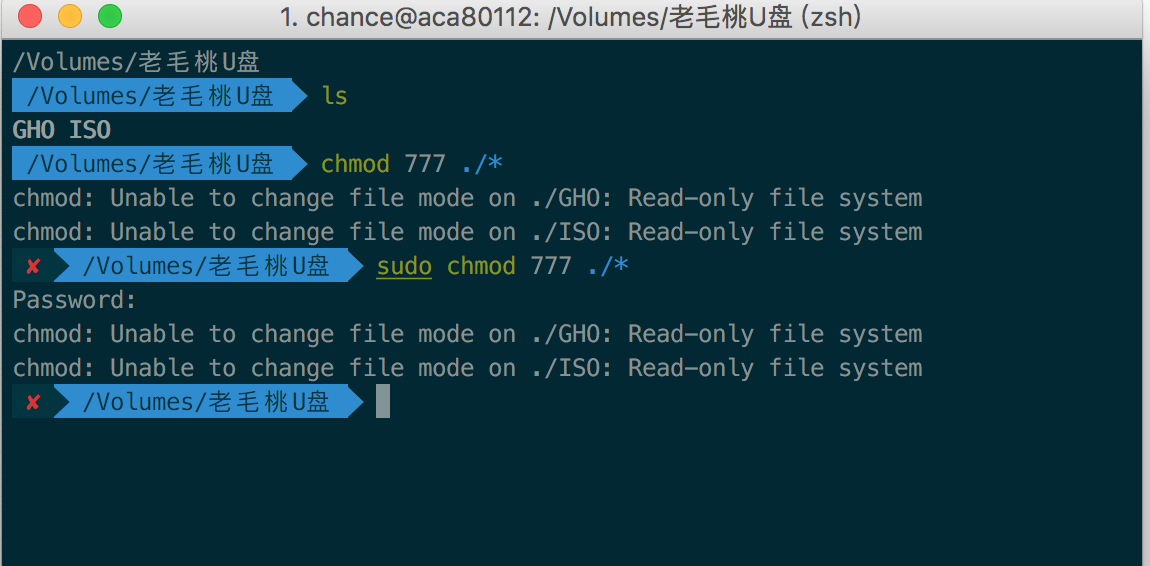 1. chance@aca80112: /Volumes/老毛桃U盘 (zsh)
/Volumes/老毛桃U盘
/Volumes/老毛桃U盘 ls
GHO ISO
/Volumes/老毛桃U盘 chmod 777 ./*
chmod: Unable to change file mode on ./GHO: Read-only file system
chmod: Unable to change file mode on ./ISO: Read-only file system
✘ /Volumes/老毛桃U盘 sudo chmod 777 ./*
Password:
chmod: Unable to change file mode on ./GHO: Read-only file system
chmod: Unable to change file mode on ./ISO: Read-only file system
✘ /Volumes/老毛桃U盘